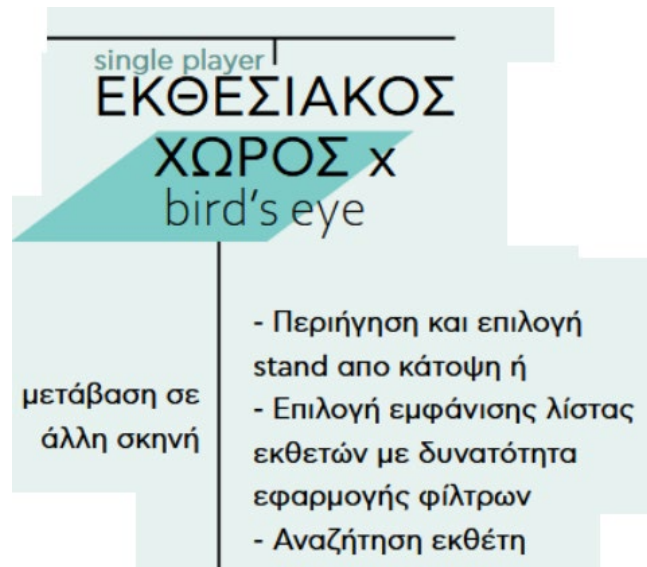 single player
ΕΚΘΕΣΙΑΚΟΣ
ΧΩΡΟΣ x
bird's eye
μετάβαση σε
άλλη σκηνή
- Περιήγηση και επιλογή
stand απο κάτοψη ή
- Επιλογή εμφάνισης λίστας
εκθετών με δυνατότητα
εφαρμογής φίλτρων
- Αναζήτηση εκθέτη